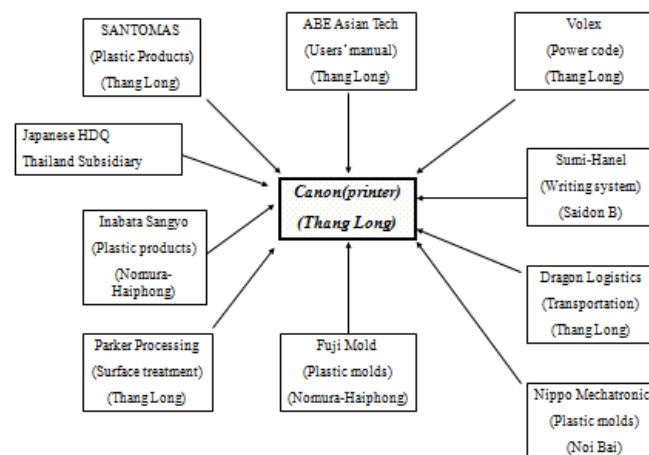 SANTOMAS
(Plastic Products)
(Thang Long)
ABE Asian Tech
(Users' manual)
(Thang Long)
Volex
(Power code)
(Thang Long)
Japanese HDQ
Thailand Subsidiary
Canon(printer)
(Thang Long)
Sumi-Hanel
(Writing system)
(Saidon B)
Inabata Sangyo
(Plastic products)
(Nomura-
Haiphong)
Dragon Logistics
(Transportation)
(Thang Long)
Parker Processing
(Surface treatment)
(Thang Long)
Fuji Mold
(Plastic molds)
(Nomura-Haiphong)
Nippo Mechatronic
(Plastic molds)
(Noi Bai)